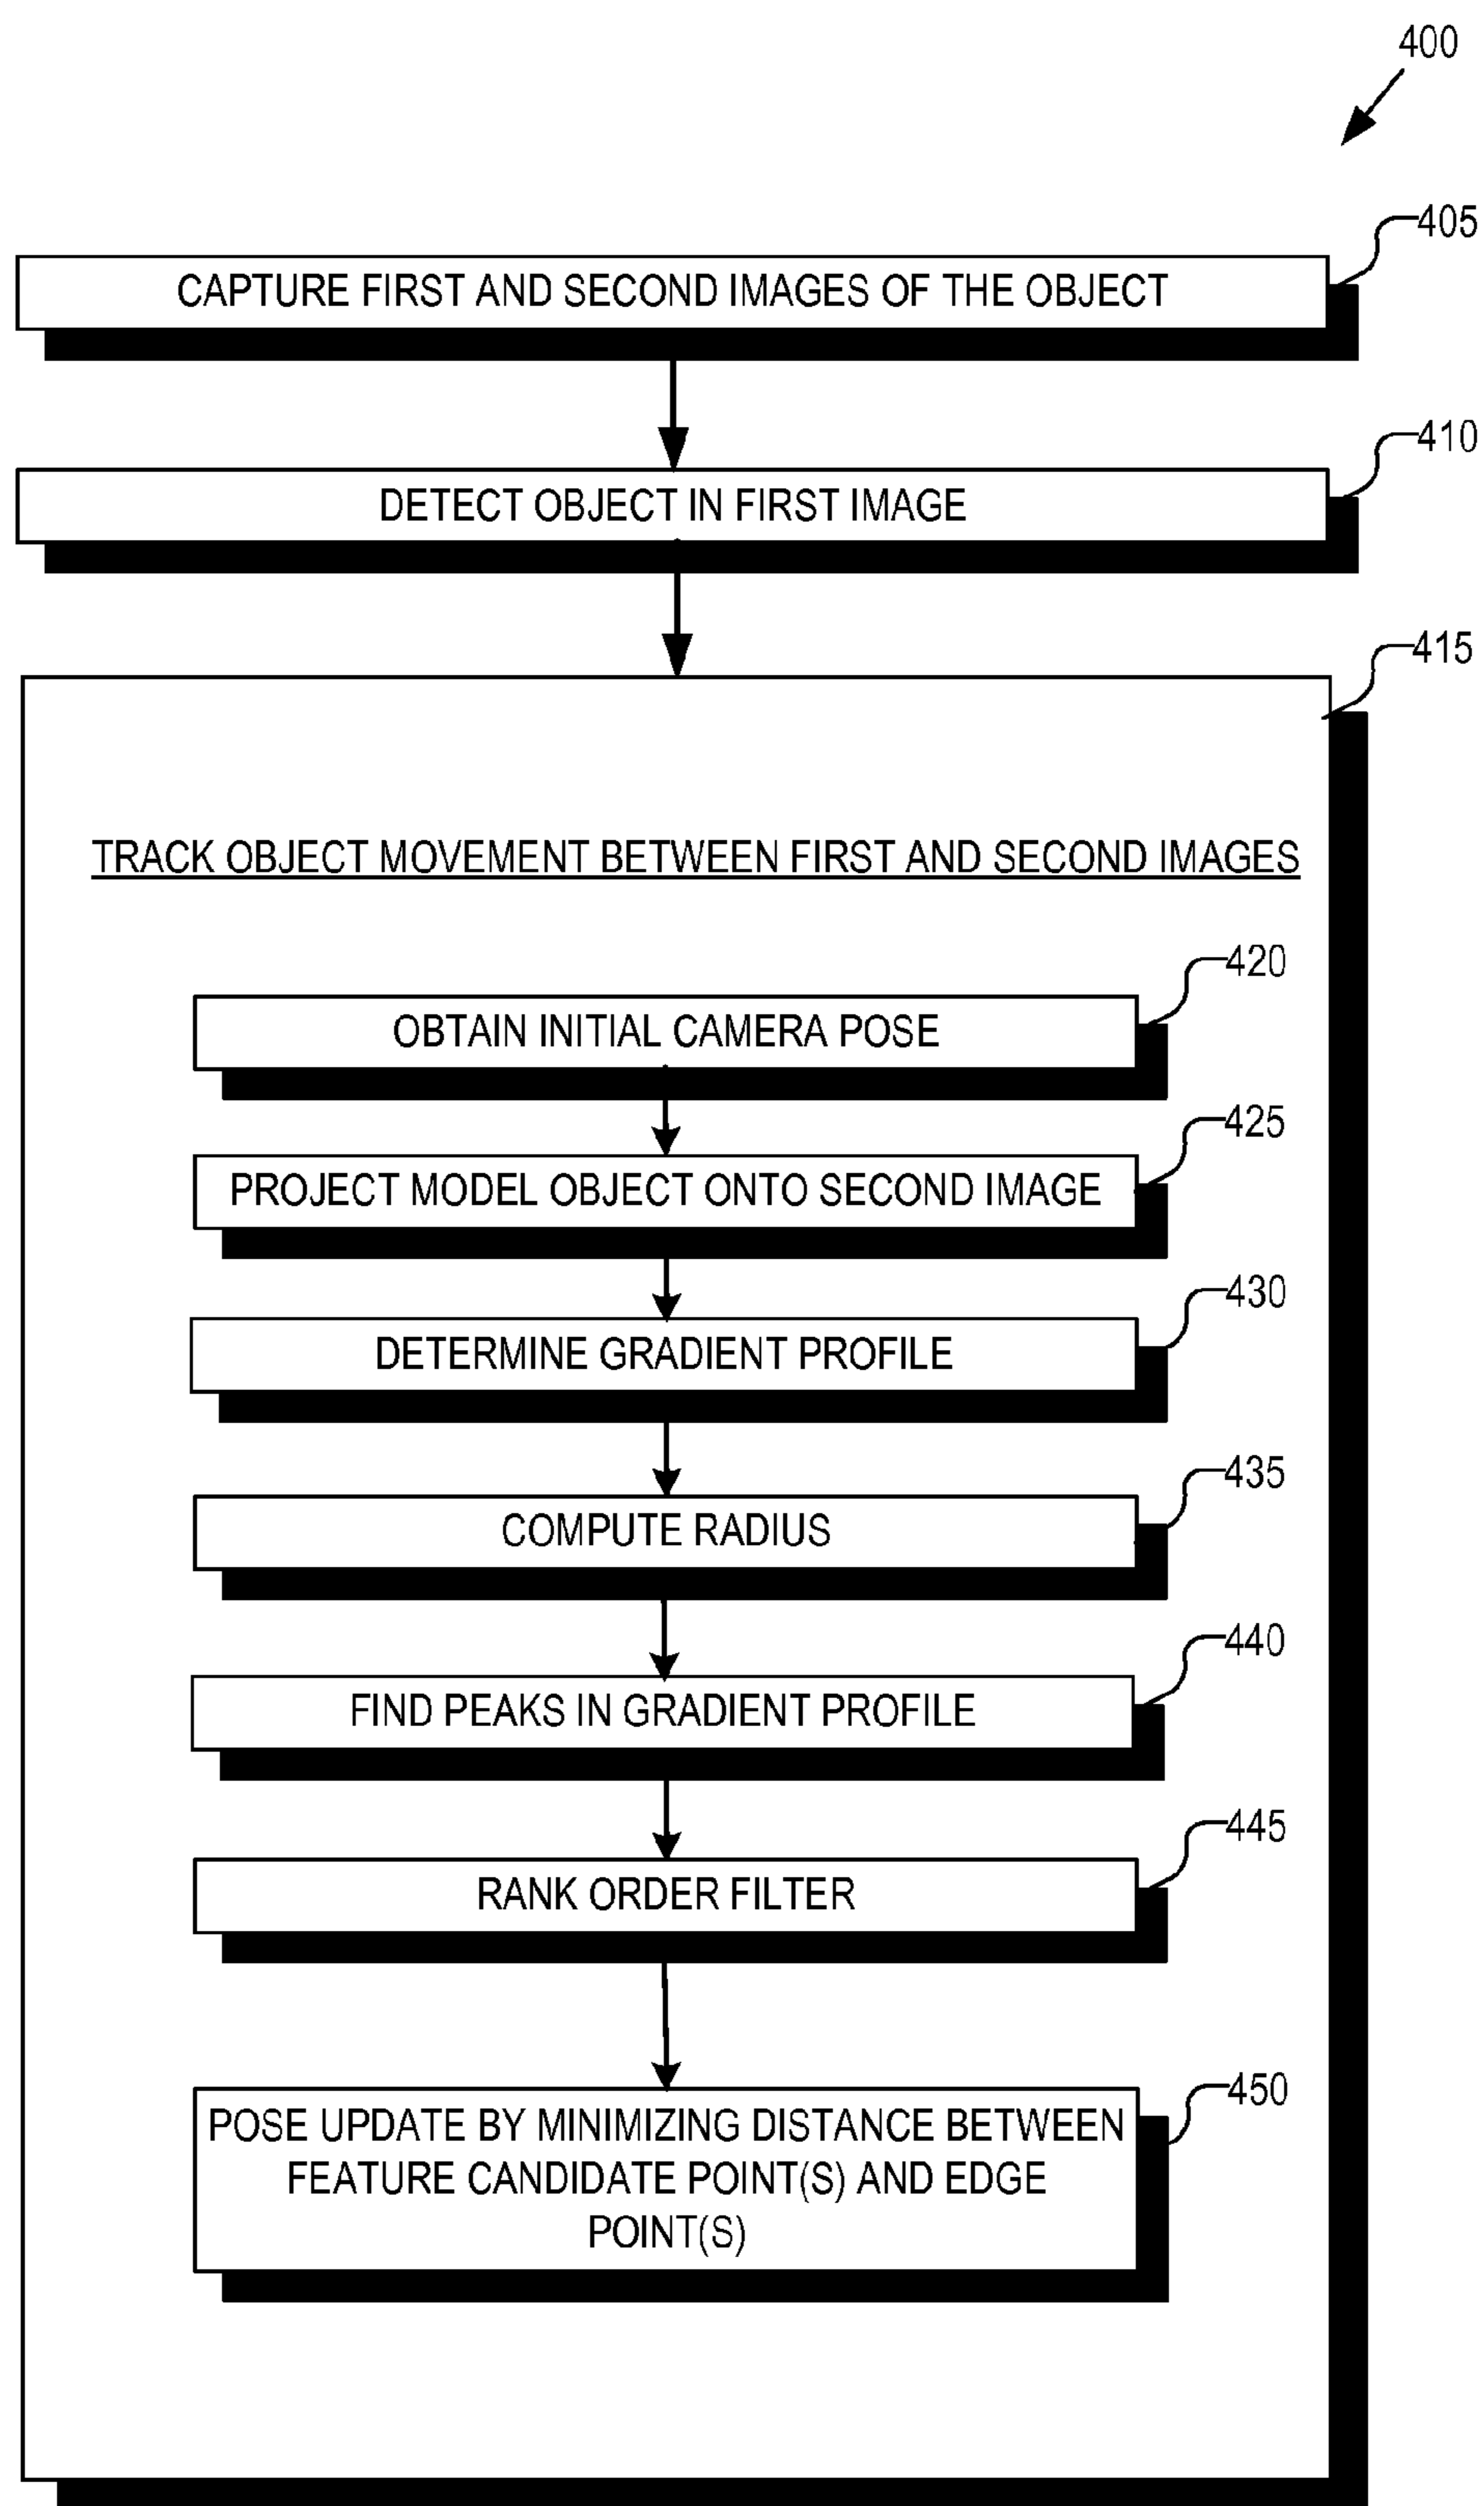 400
405
CAPTURE FIRST AND SECOND IMAGES OF THE OBJECT
410
DETECT OBJECT IN FIRST IMAGE
415
TRACK OBJECT MOVEMENT BETWEEN FIRST AND SECOND IMAGES
420
OBTAIN INITIAL CAMERA POSE
425
PROJECT MODEL OBJECT ONTO SECOND IMAGE
430
DETERMINE GRADIENT PROFILE
435
COMPUTE RADIUS
440
FIND PEAKS IN GRADIENT PROFILE
445
RANK ORDER FILTER
450
POSE UPDATE BY MINIMIZING DISTANCE BETWEEN
FEATURE CANDIDATE POINT(S) AND EDGE
POINT(S)